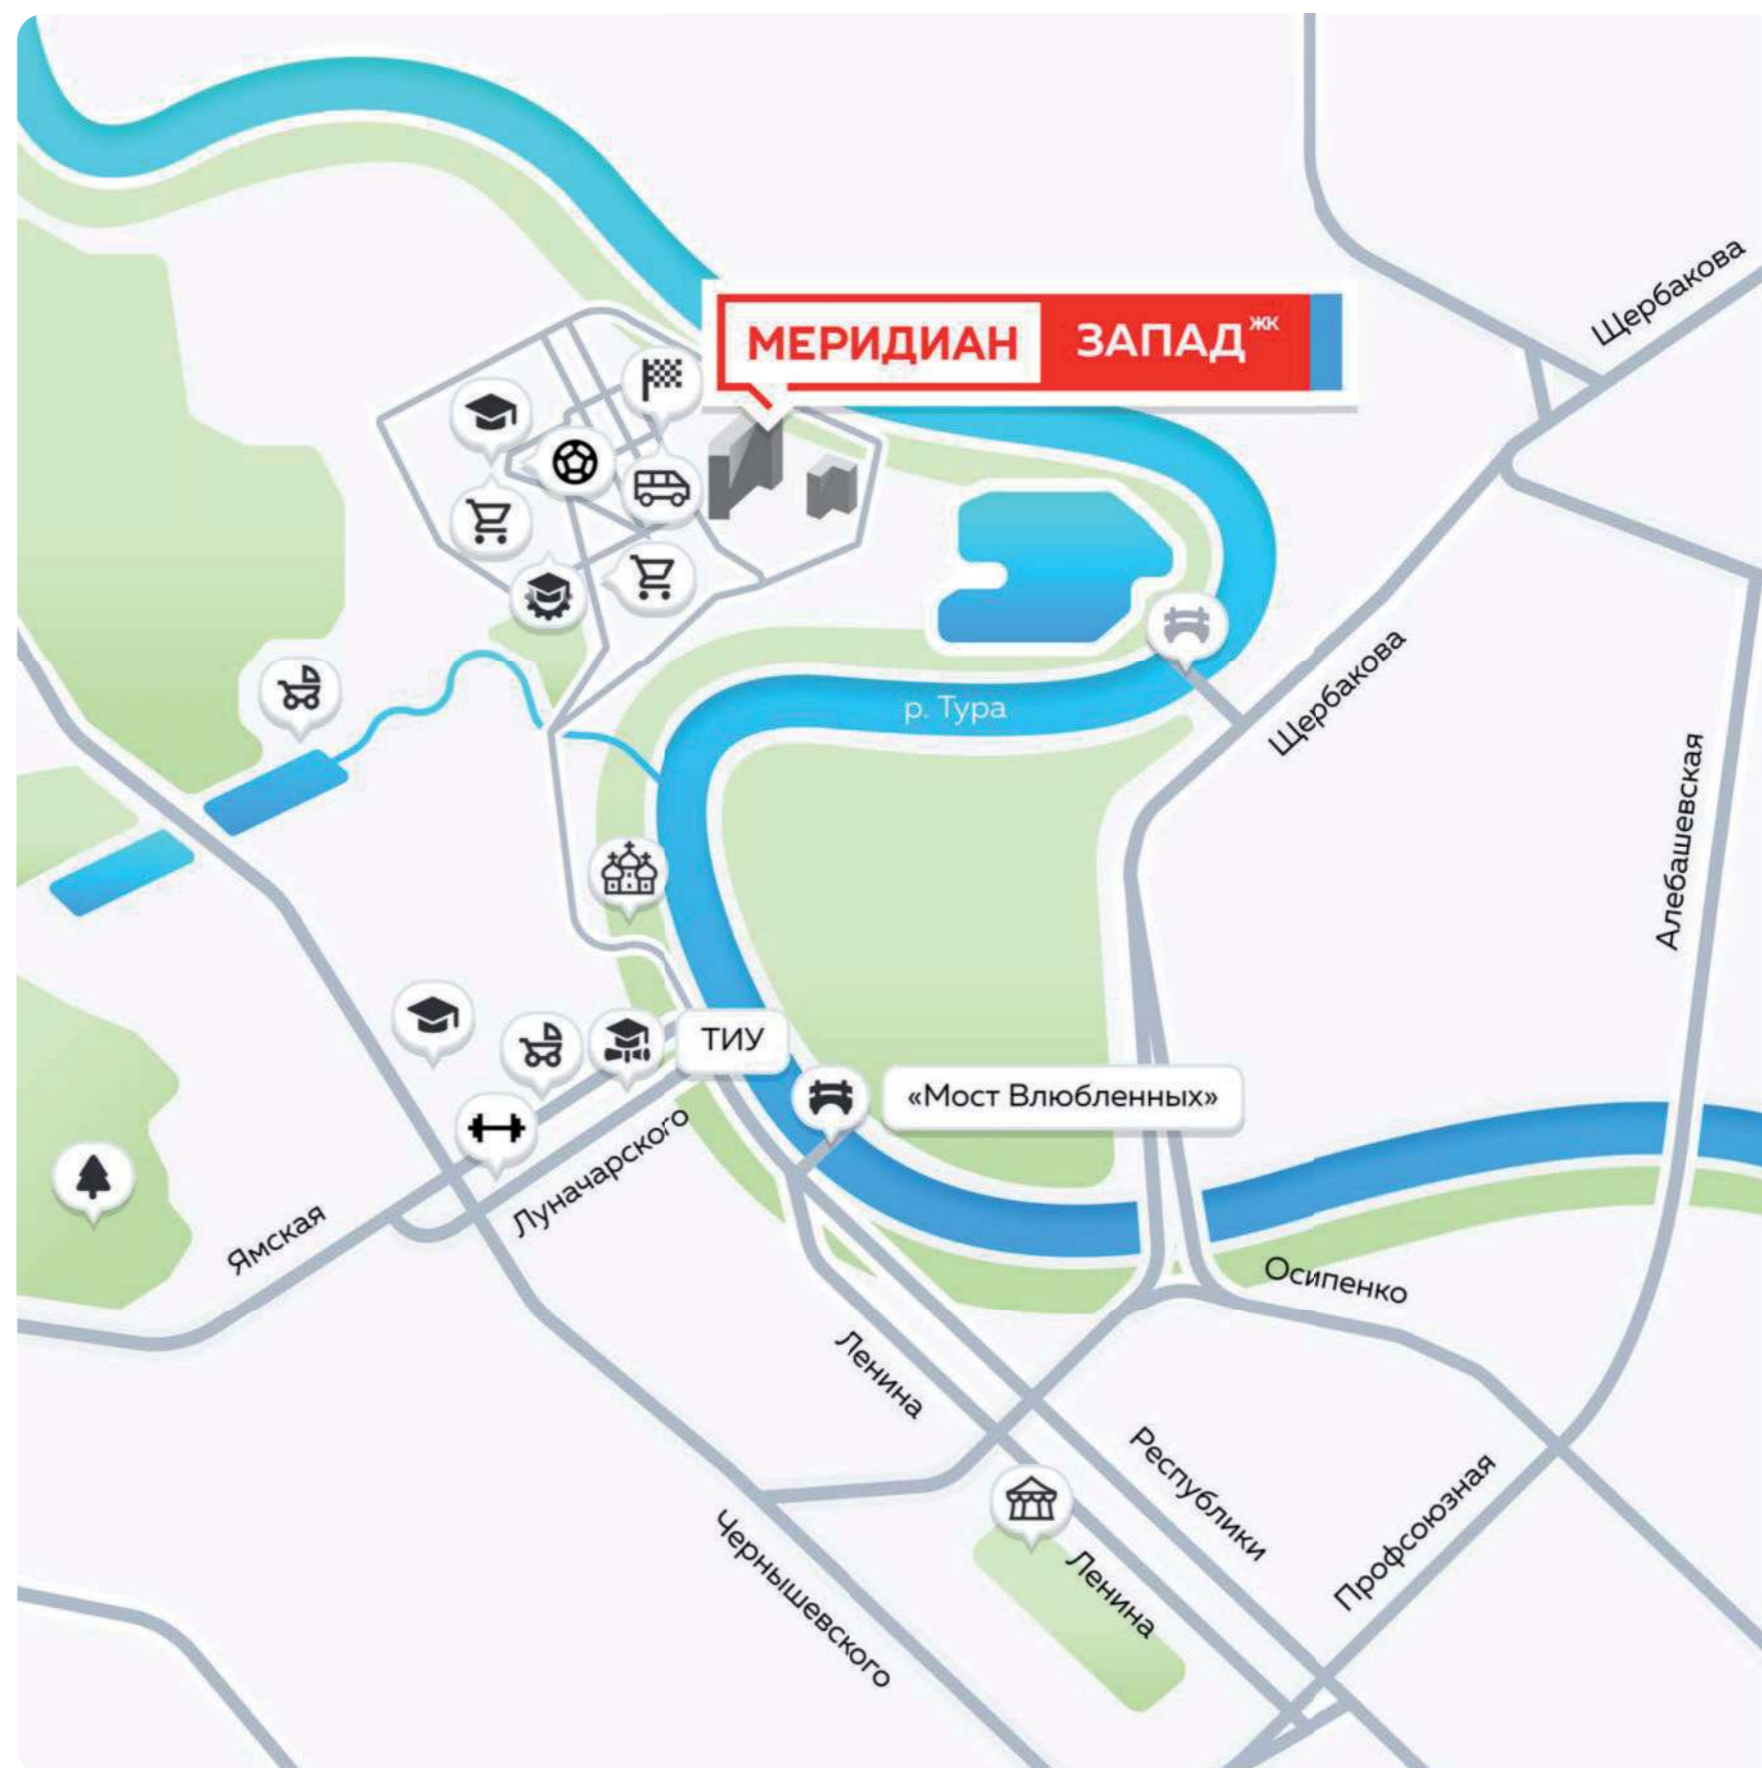 Щербакова
МЕРИДИАН ЗАПАД ЖК
Щербакова
р. Тура
Алебашевская
ТИУ
«Мост Влюбленных»
Луначарского
Ямская
Осипенко
Ленина
Республики
Профсоюзная
Чернышевского
Ленина